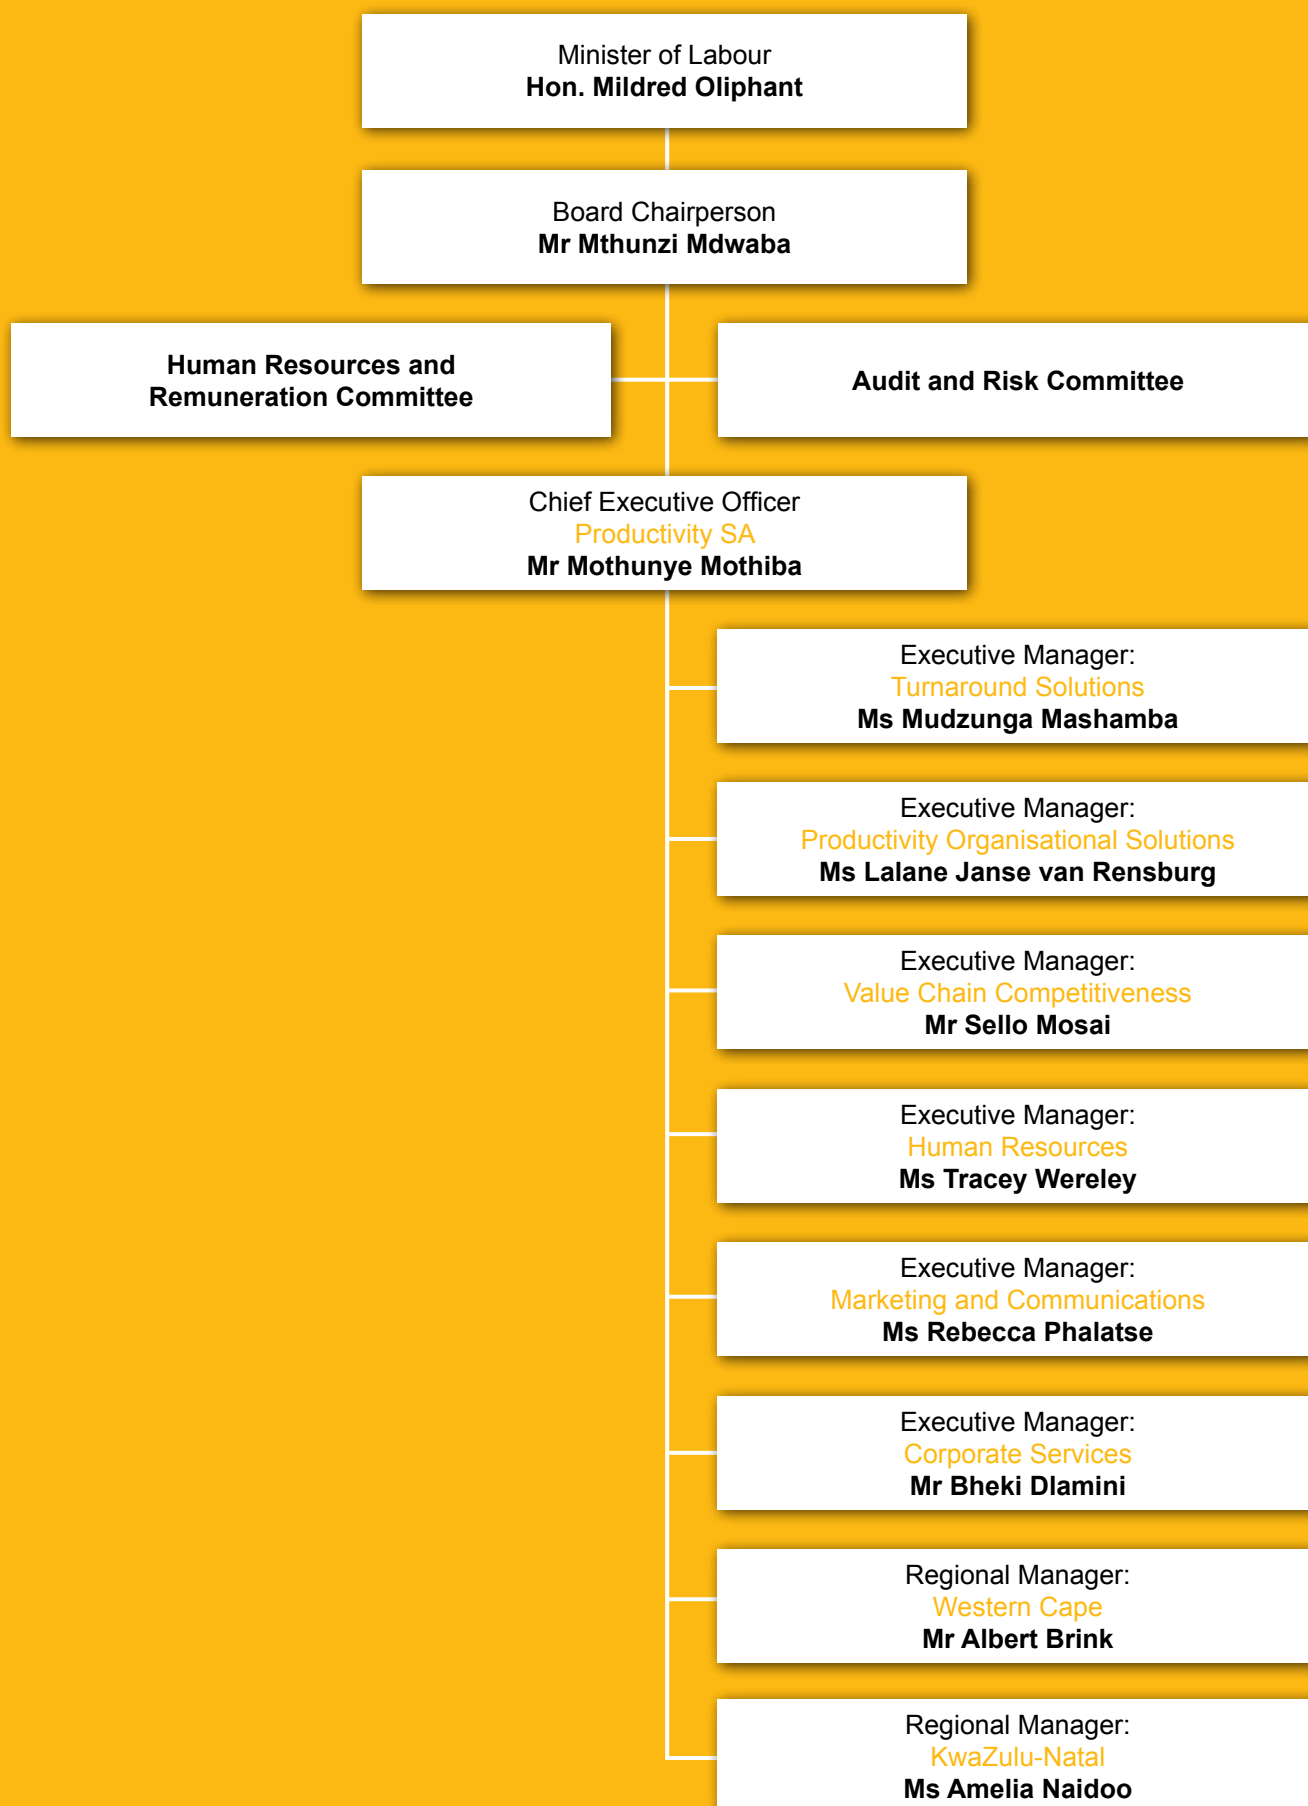 Minister of Labour
Hon. Mildred Oliphant
Board Chairperson
Mr Mthunzi Mdwaba
Human Resources and
Remuneration Committee
Audit and Risk Committee
Chief Executive Officer
Productivity SA
Mr Mothunye Mothiba
Executive Manager:
Turnaround Solutions
Ms Mudzunga Mashamba
Executive Manager:
Productivity Organisational Solutions
Ms Lalane Janse van Rensburg
Executive Manager:
Value Chain Competitiveness
Mr Sello Mosai
Executive Manager:
Human Resources
Ms Tracey Wereley
Executive Manager:
Marketing and Communications
Ms Rebecca Phalatse
Executive Manager:
Corporate Services
Mr Bheki Dlamini
Regional Manager:
Western Cape
Mr Albert Brink
Regional Manager:
KwaZulu-Natal
Ms Amelia Naidoo